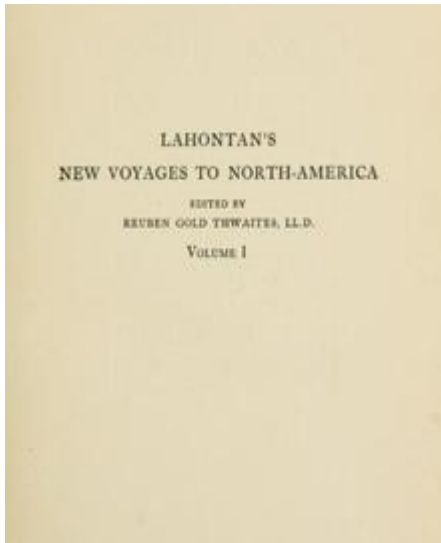 LAHONTAN'S
NEW VOYAGES TO NORTH-AMERICA
EDITED BY
REUBEN GOLD THWAITES, LL.D.
VOLUME I